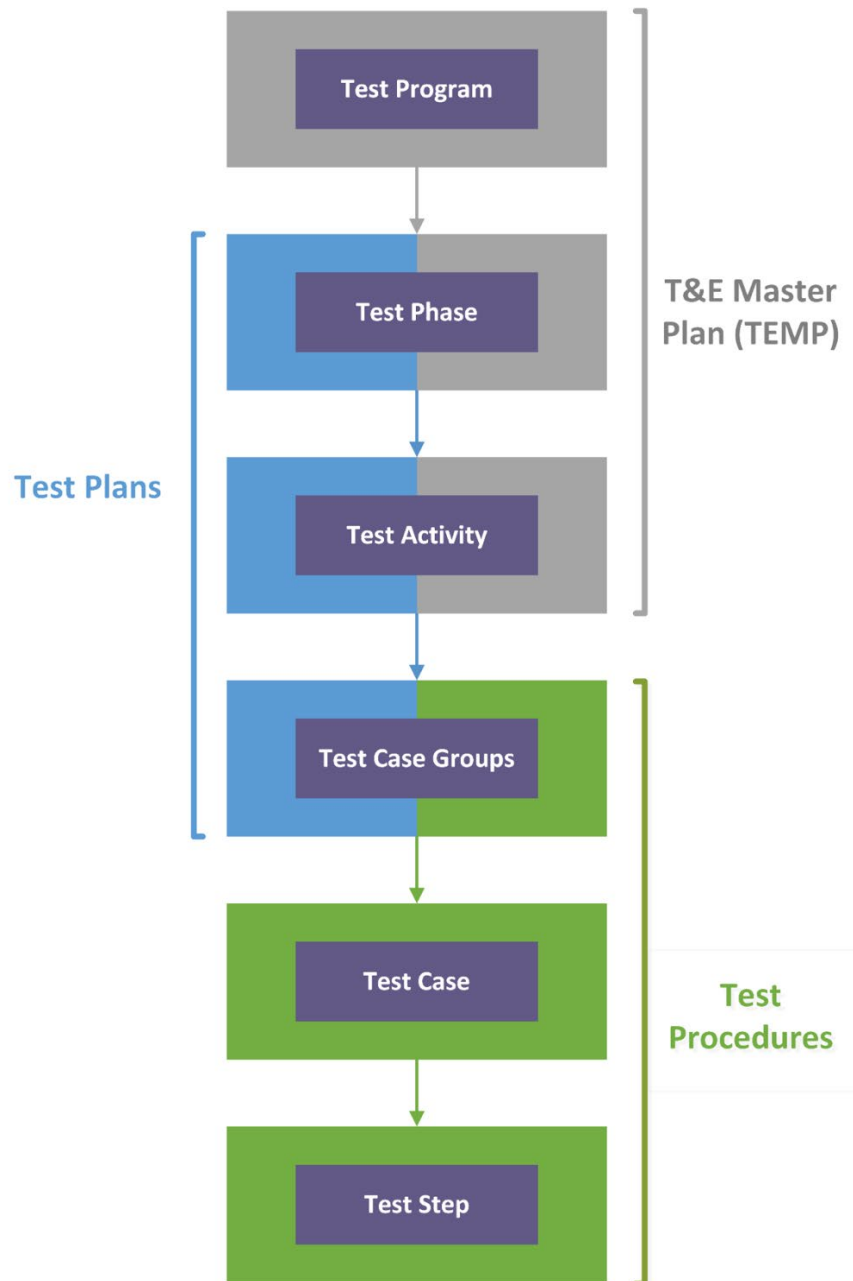 Test Program
T&E Master
Plan (TEMP)
Test Phase
Test Plans
Test Activity
Test Case Groups
Test Case
Test
Procedures
Test Step